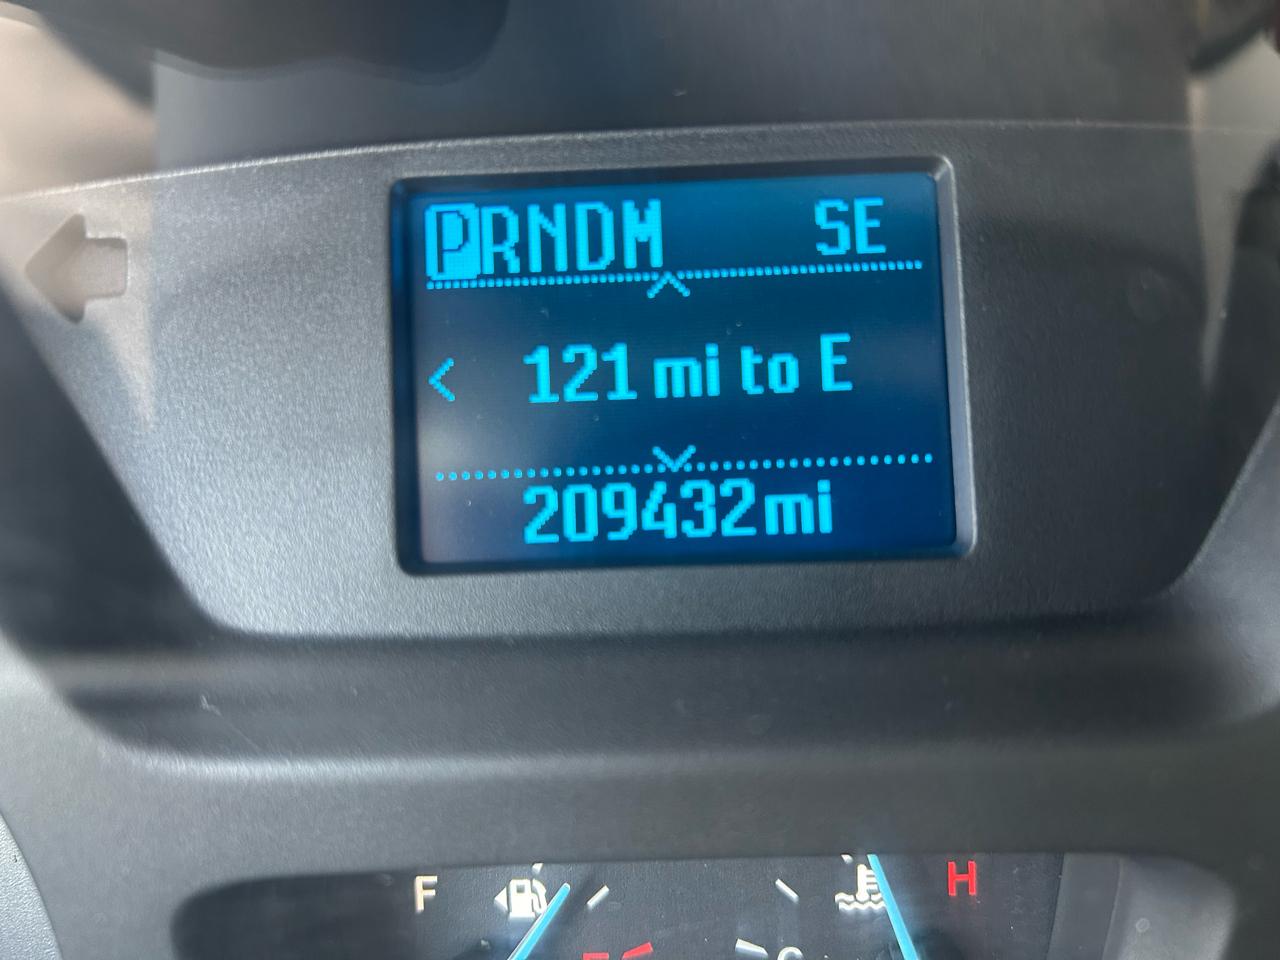 PRNDM SE
121 mi to E
209432mi
F H
E C